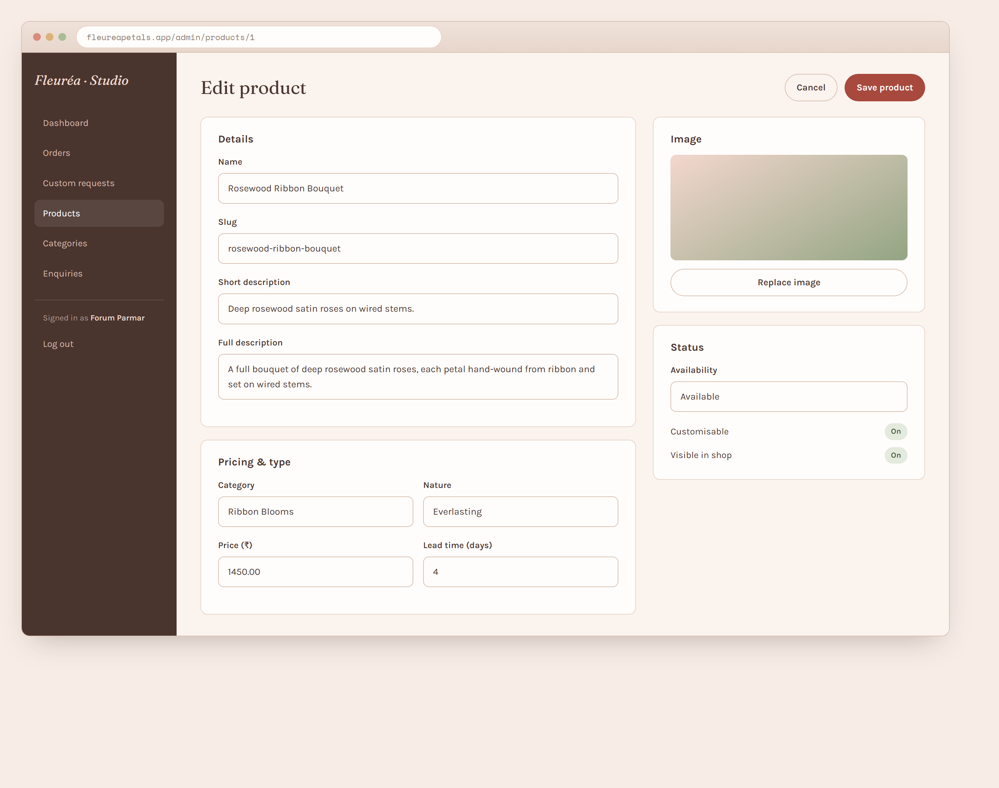 fleureapetals.app/admin/products/1
Fleuréa · Studio
Dashboard
Orders
Custom requests
Products
Categories
Enquiries
Signed in as Forum Parmar
Log out
Edit product
Cancel
Save product
Details
Name
Rosewood Ribbon Bouquet
Slug
rosewood-ribbon-bouquet
Short description
Deep rosewood satin roses on wired stems.
Full description
A full bouquet of deep rosewood satin roses, each petal hand-wound from ribbon and
set on wired stems.
Pricing & type
Category
Nature
Ribbon Blooms
Everlasting
Price (₹)
Lead time (days)
1450.00
4
Image
Replace image
Status
Availability
Available
Customisable
On
Visible in shop
On